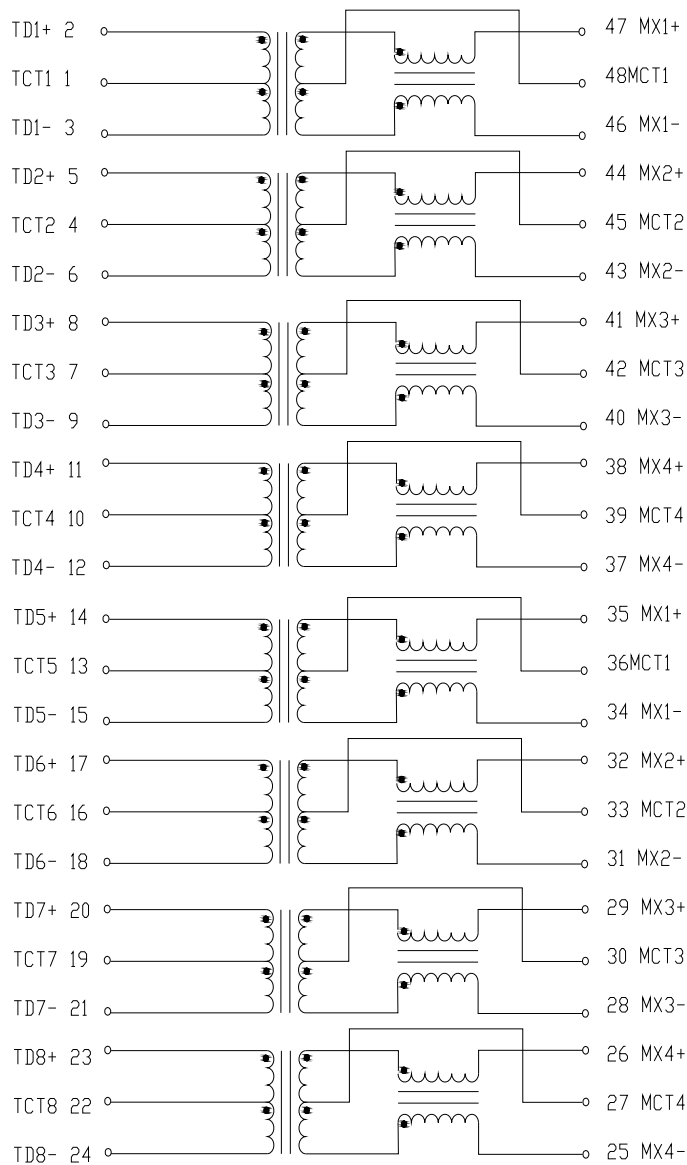 TD1+ 2 47 MX1+
TCT1 1 48MCT1
TD1- 3 46 MX1-
TD2+ 5 44 MX2+
TCT2 4 45 MCT2
TD2- 6 43 MX2-
TD3+ 8 41 MX3+
TCT3 7 42 MCT3
TD3- 9 40 MX3-
TD4+ 11 38 MX4+
TCT4 10 39 MCT4
TD4- 12 37 MX4-
TD5+ 14 35 MX1+
TCT5 13 36MCT1
TD5- 15 34 MX1-
TD6+ 17 32 MX2+
TCT6 16 33 MCT2
TD6- 18 31 MX2-
TD7+ 20 29 MX3+
TCT7 19 30 MCT3
TD7- 21 28 MX3-
TD8+ 23 26 MX4+
TCT8 22 27 MCT4
TD8- 24 25 MX4-